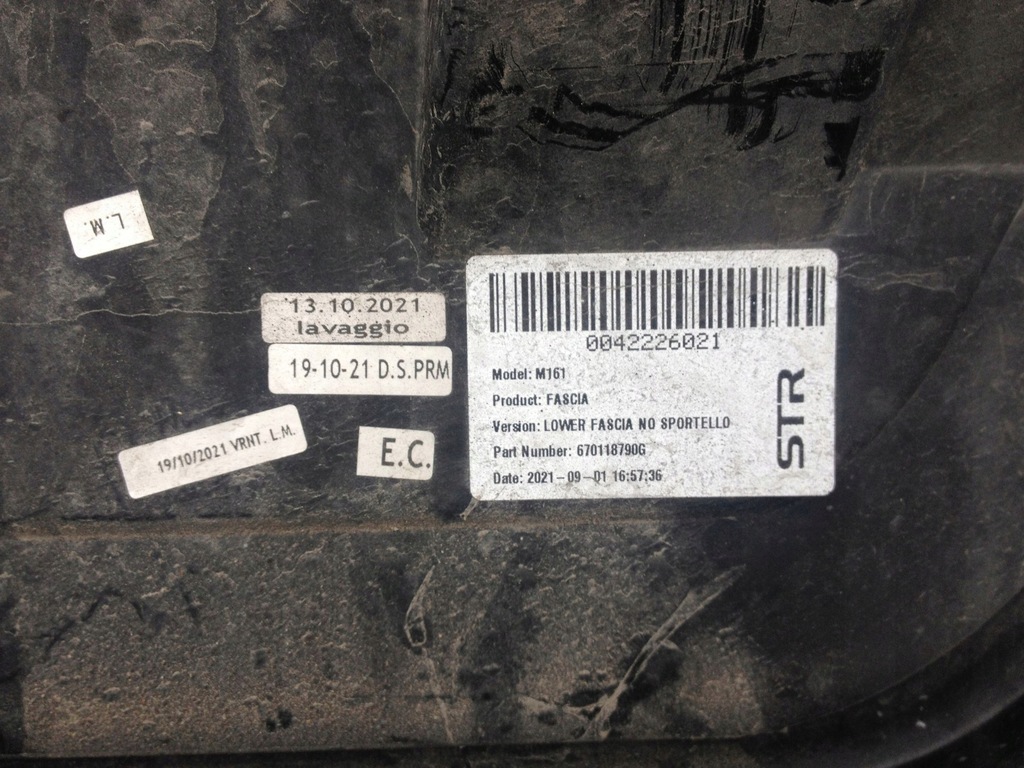 L.M.
13.10.2021
lavaggio
19-10-21 D.S.PRM
19/10/2021 VRNT. L.M.
E.C.
0042226021
Model: M161
Product: FASCIA
Version: LOWER FASCIA NO SPORTELLO
Part Number: 670118790G
Date: 2021-09-01 16:57:36
STR